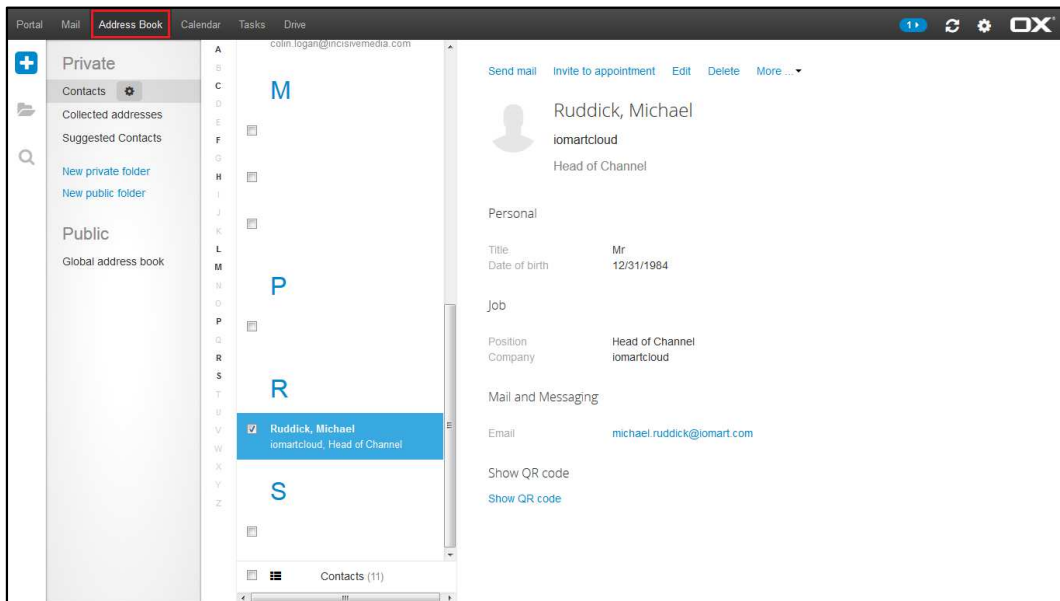 Portal Mail Address Book Calendar Tasks Drive 1 OX
Private
Contacts
Collected addresses
Suggested Contacts
New private folder
New public folder
Public
Global address book
A
B
C
D
E
F
G
H
I
J
K
L
M
N
O
P
Q
R
S
T
U
V
W
X
Y
Z
colin.logan@incisivemedia.com
M
P
R
Ruddick, Michael
iomartcloud, Head of Channel
S
Contacts (11)
Send mail Invite to appointment Edit Delete More ...
Ruddick, Michael
iomartcloud
Head of Channel
Personal
Title Mr
Date of birth 12/31/1984
Job
Position Head of Channel
Company iomartcloud
Mail and Messaging
Email michael.ruddick@iomart.com
Show QR code
Show QR code